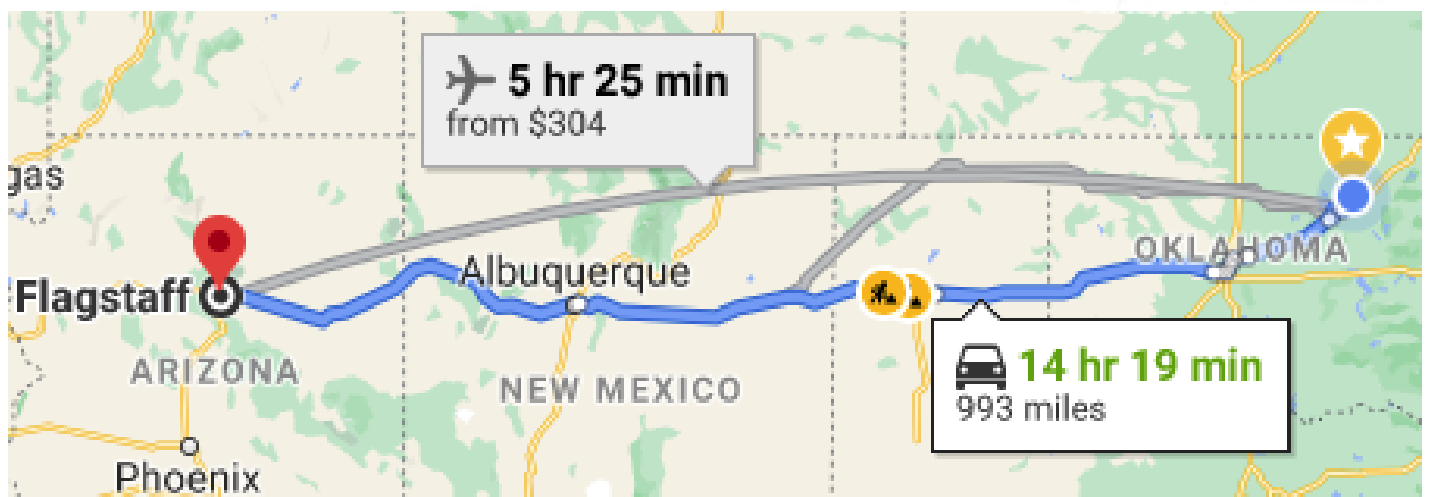 5 hr 25 min
from $304
gas
Albuquerque
OKLAHOMA
Flagstaff
14 hr 19 min
993 miles
ARIZONA
NEW MEXICO
Phoenix